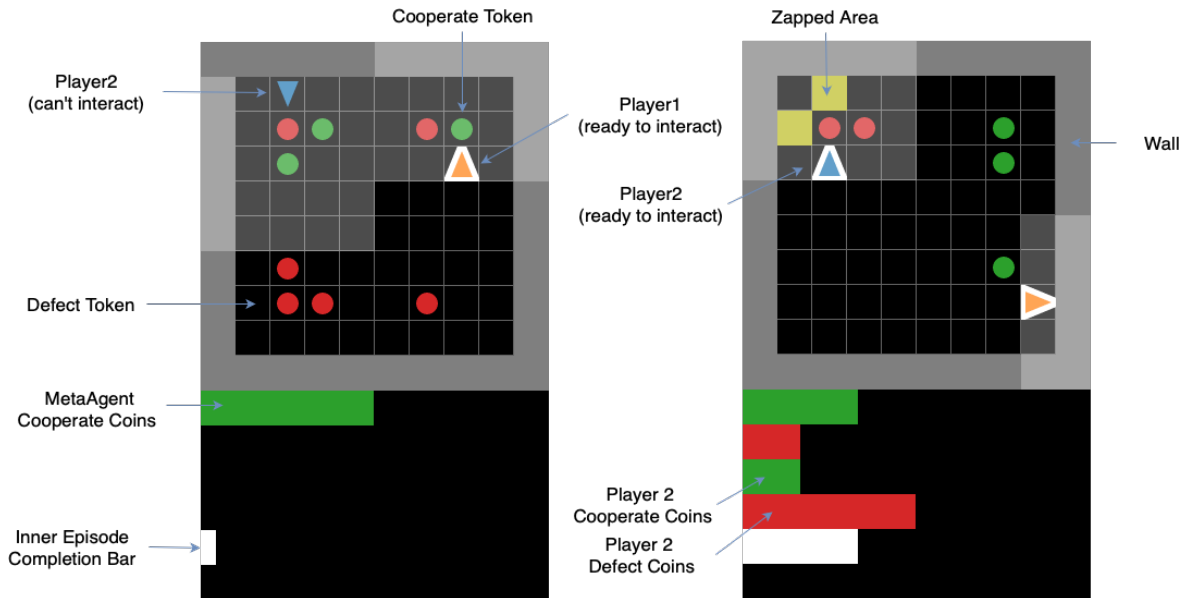 Cooperate Token
Player2
(can't interact)
Player1
(ready to interact)
Defect Token
MetaAgent
Cooperate Coins
Inner Episode
Completion Bar
Zapped Area
Wall
Player2
(ready to interact)
Player 2
Cooperate Coins
Player 2
Defect Coins